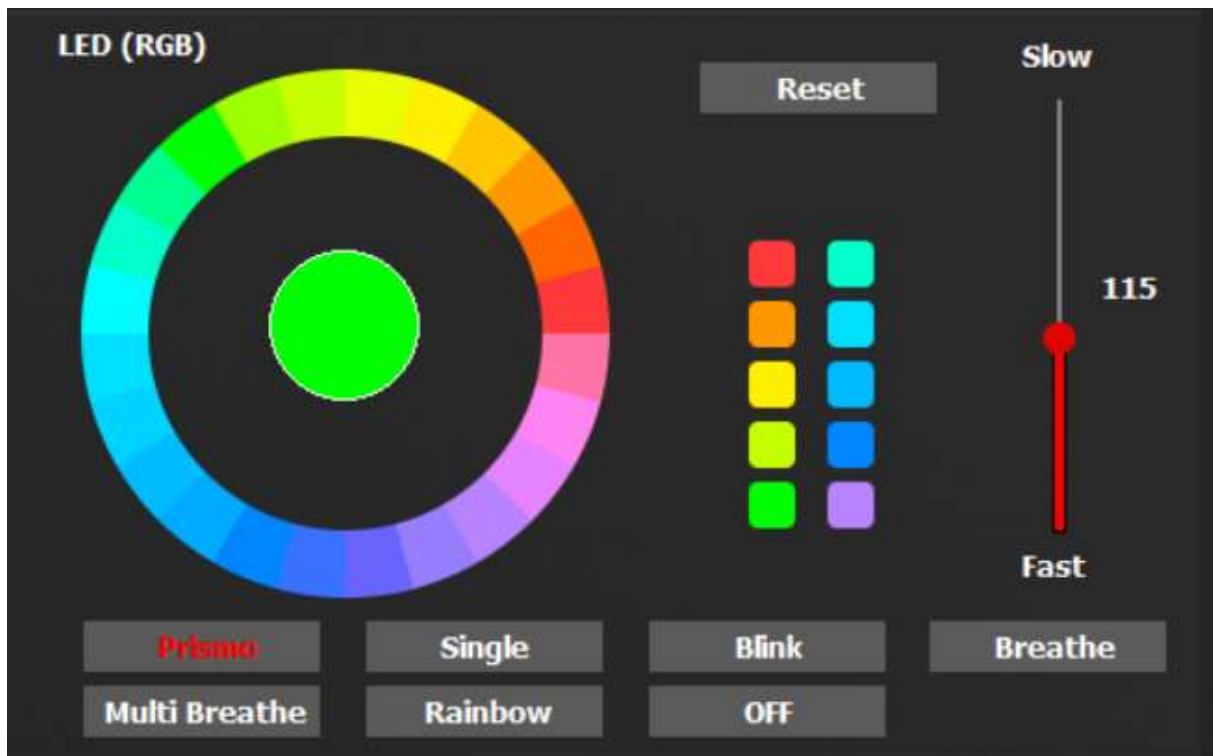 LED (RGB)
Reset
Slow
115
Fast
Prismo
Single
Blink
Breathe
Multi Breathe
Rainbow
OFF